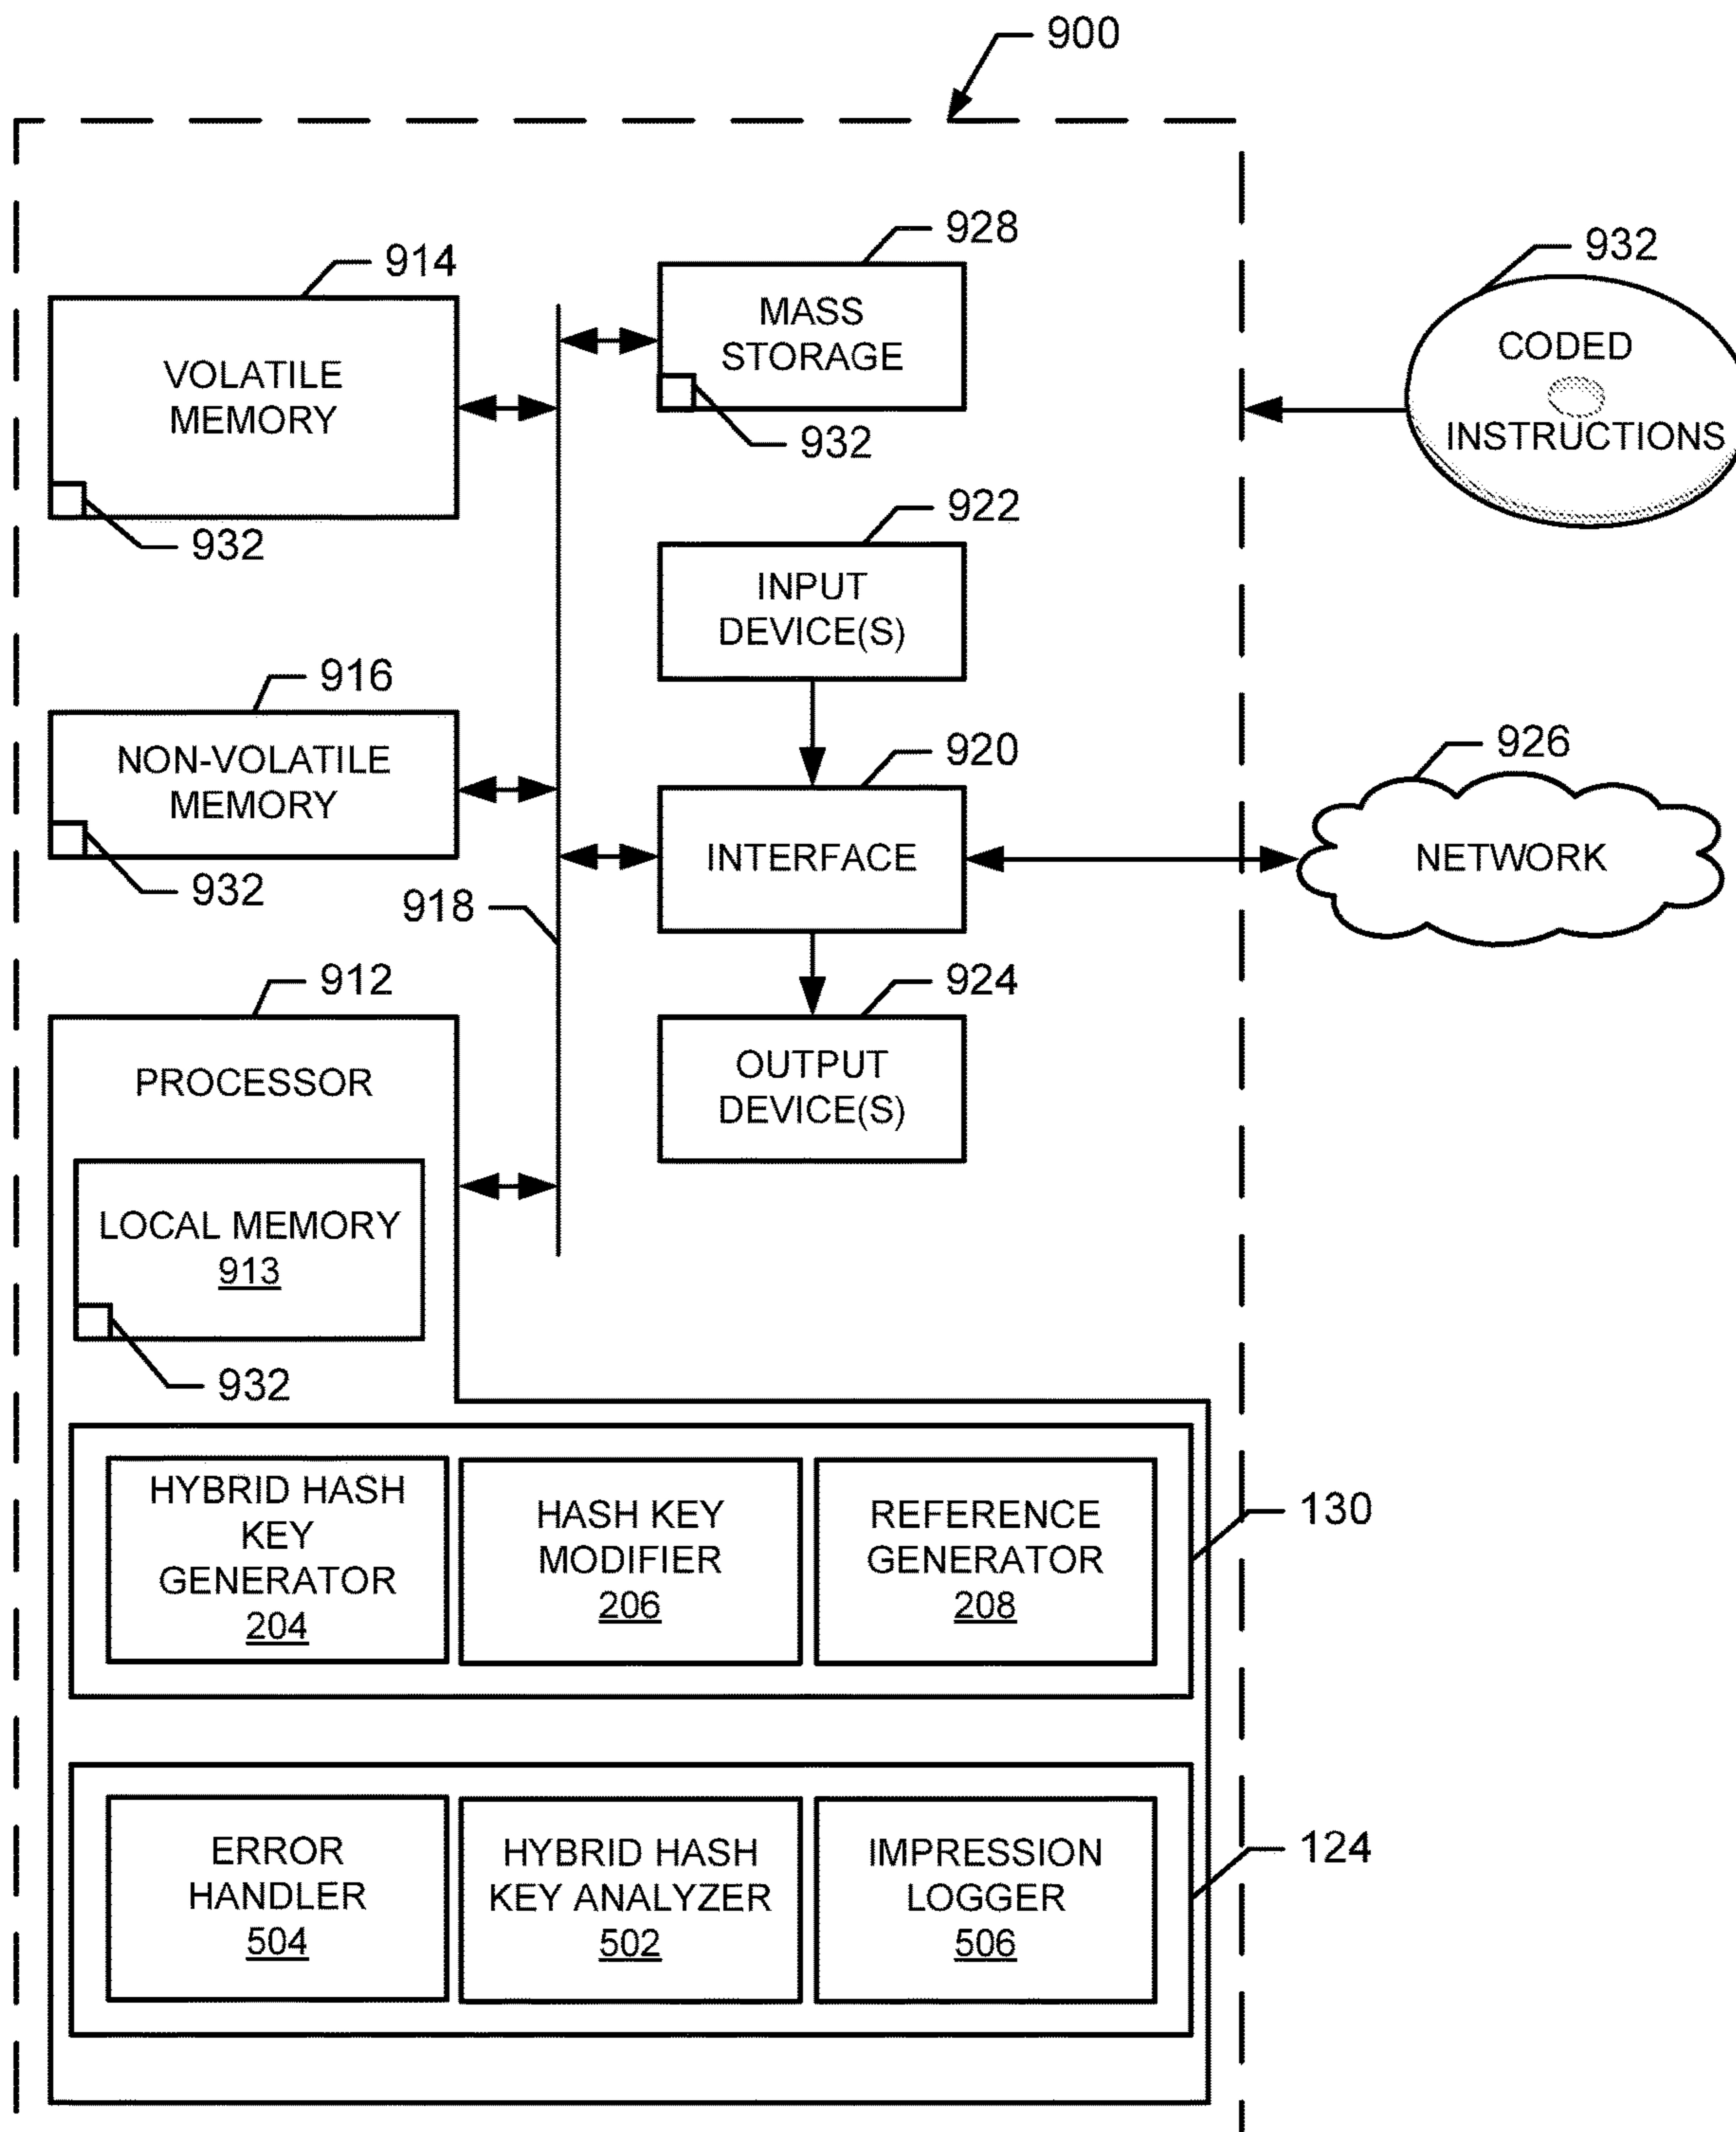 900
914
VOLATILE
MEMORY
932
928
MASS
STORAGE
932
932
CODED
INSTRUCTIONS
922
INPUT
DEVICE(S)
916
NON-VOLATILE
MEMORY
932
920
INTERFACE
926
NETWORK
918
924
OUTPUT
DEVICE(S)
912
PROCESSOR
LOCAL MEMORY
913
932
HYBRID HASH
KEY
GENERATOR
204
HASH KEY
MODIFIER
206
REFERENCE
GENERATOR
208
130
ERROR
HANDLER
504
HYBRID HASH
KEY ANALYZER
502
IMPRESSION
LOGGER
506
124